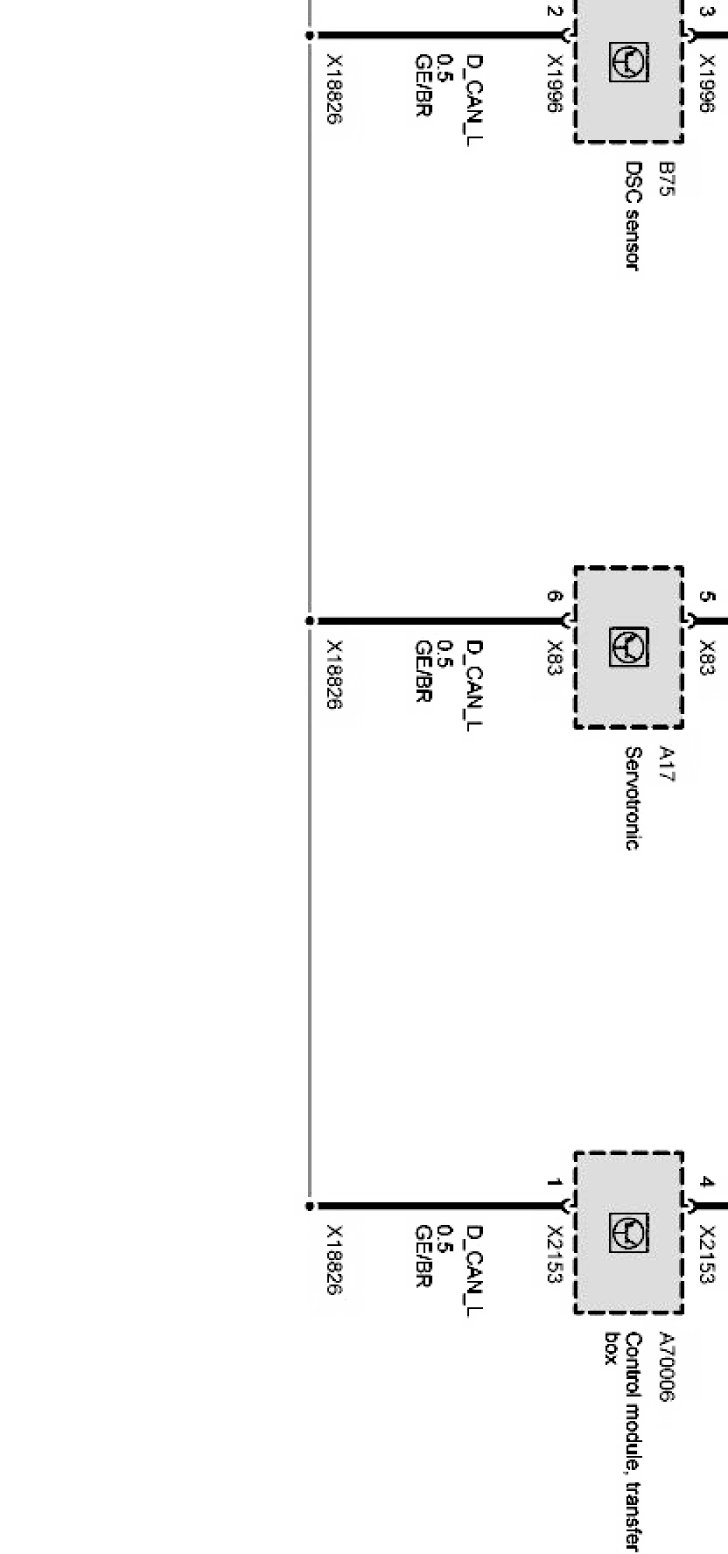 3
X1996
B75
DSC sensor
2
X1996
D_CAN_L
0.5
GE/BR
X18826
5
X83
A17
Servotronic
6
X83
D_CAN_L
0.5
GE/BR
X18826
4
X2153
A70006
Control module, transfer
box
1
X2153
D_CAN_L
0.5
GE/BR
X18826